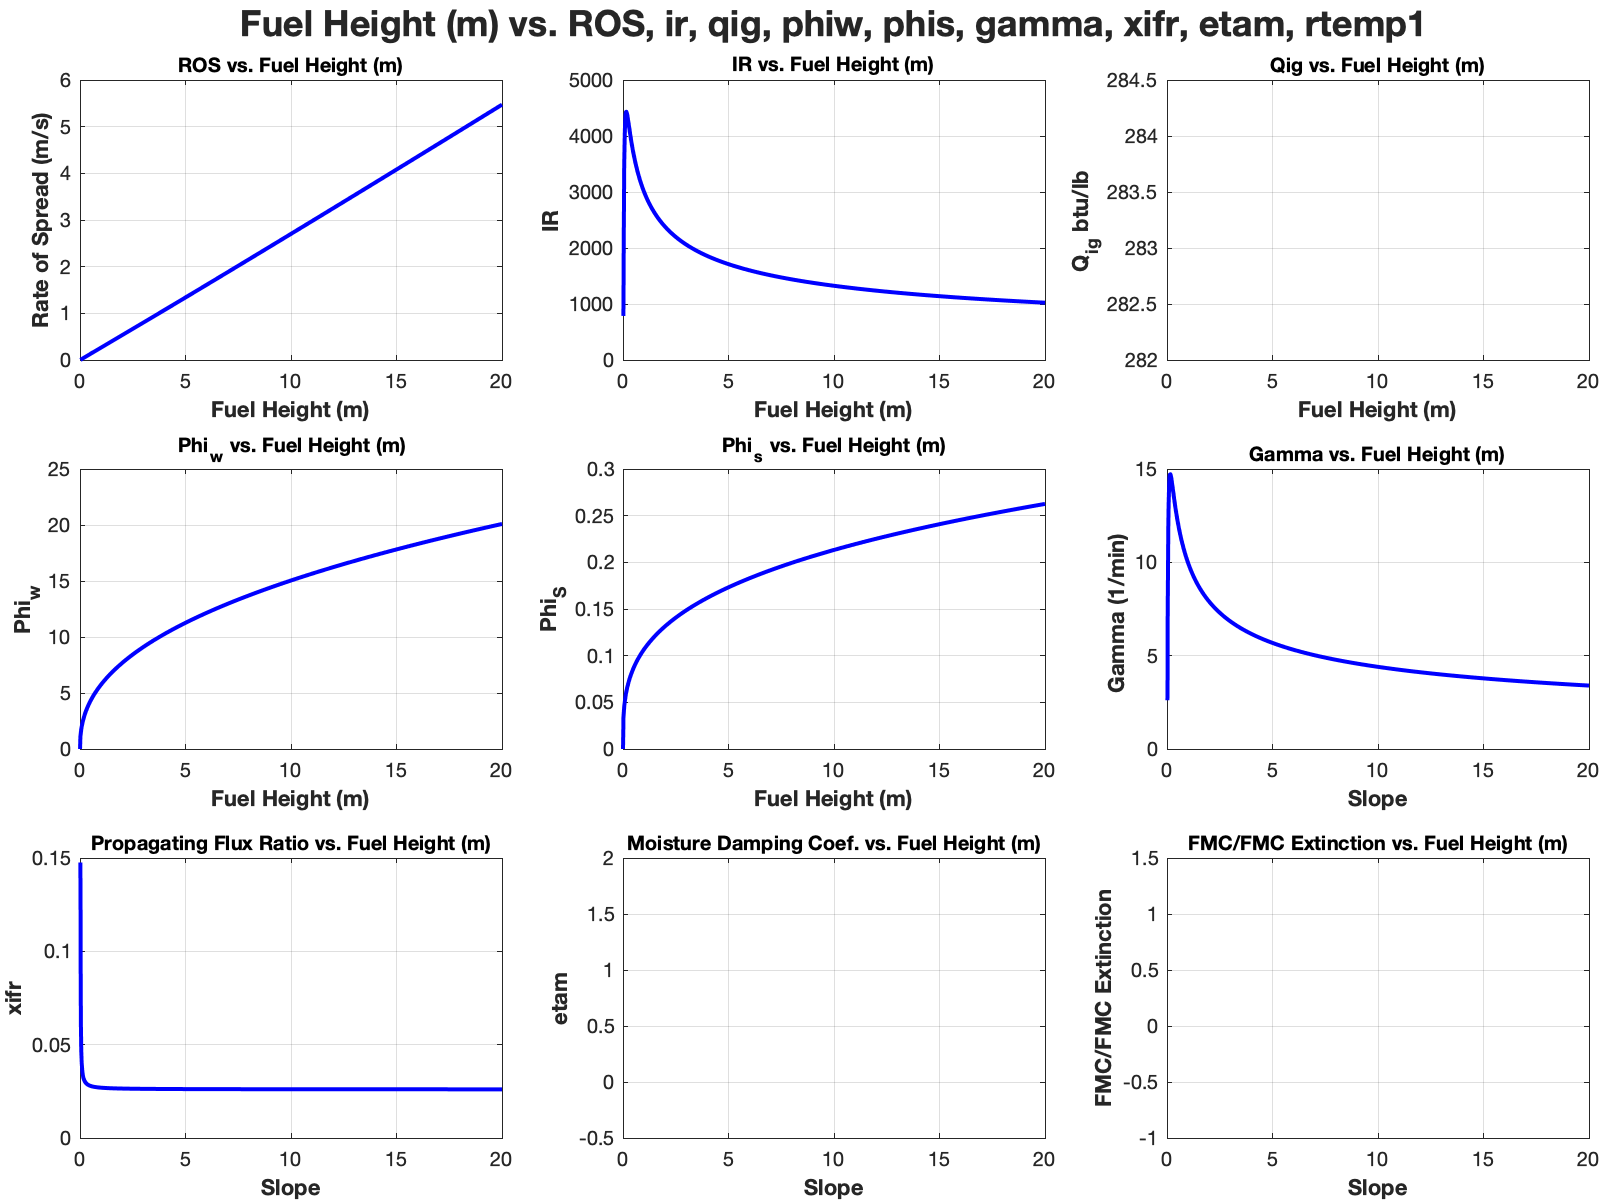 Fuel Height (m) vs. ROS, ir, qig, phiw, phis, gamma, xifr, etam, rtemp1
ROS vs. Fuel Height (m)
Rate of Spread (m/s)
6
5
4
3
2
1
0
0 5 10 15 20
Fuel Height (m)
IR vs. Fuel Height (m)
IR
5000
4000
3000
2000
1000
0
0 5 10 15 20
Fuel Height (m)
Qig vs. Fuel Height (m)
Qig btu/lb
284.5
284
283.5
283
282.5
282
0 5 10 15 20
Fuel Height (m)
Phiw vs. Fuel Height (m)
Phiw
25
20
15
10
5
0
0 5 10 15 20
Fuel Height (m)
Phis vs. Fuel Height (m)
PhiS
0.3
0.25
0.2
0.15
0.1
0.05
0
0 5 10 15 20
Fuel Height (m)
Gamma vs. Fuel Height (m)
Gamma (1/min)
15
10
5
0
0 5 10 15 20
Slope
Propagating Flux Ratio vs. Fuel Height (m)
xifr
0.15
0.1
0.05
0
0 5 10 15 20
Slope
Moisture Damping Coef. vs. Fuel Height (m)
etam
2
1.5
1
0.5
0
-0.5
0 5 10 15 20
Slope
FMC/FMC Extinction vs. Fuel Height (m)
FMC/FMC Extinction
1.5
1
0.5
0
-0.5
-1
0 5 10 15 20
Slope